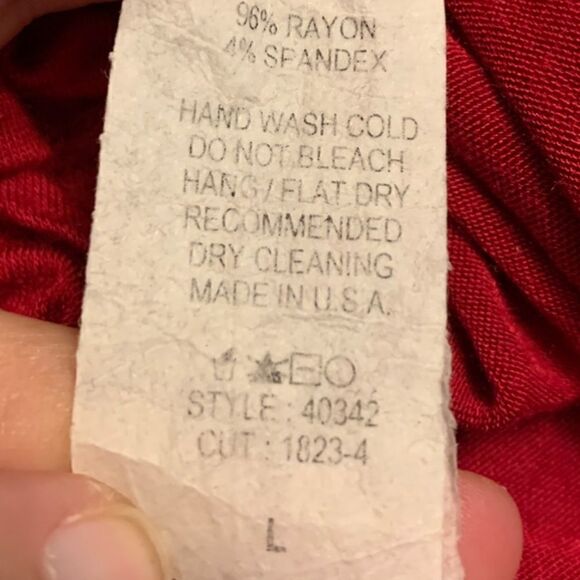 96% RAYON
4% SPANDEX
HAND WASH COLD
DO NOT BLEACH
HANG / FLAT DRY
RECOMMENDED
DRY CLEANING
MADE IN U.S.A.
STYLE : 40342
CUT : 1823-4
L